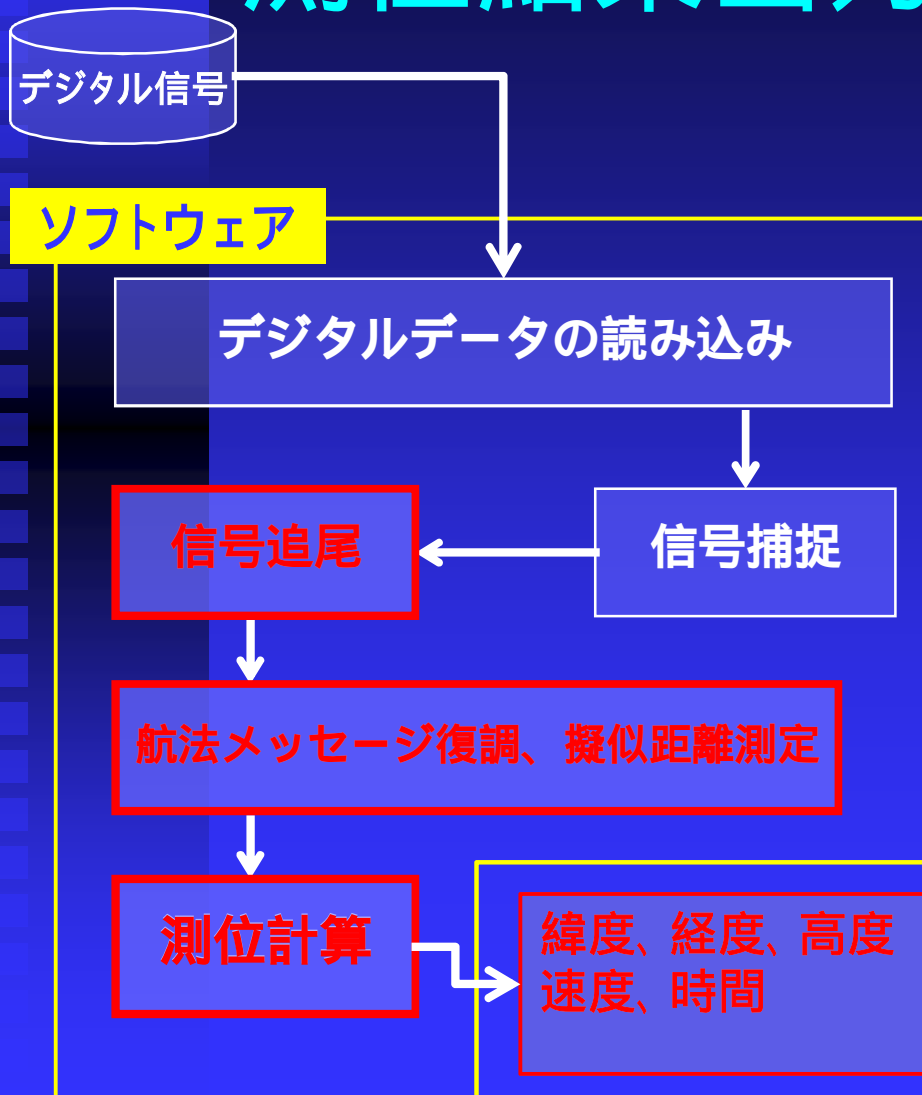 デジタル信号
ソフトウェア
デジタルデータの読み込み
信号捕捉
信号追尾
航法メッセージ復調、擬似距離測定
測位計算
緯度、経度、高度
速度、時間